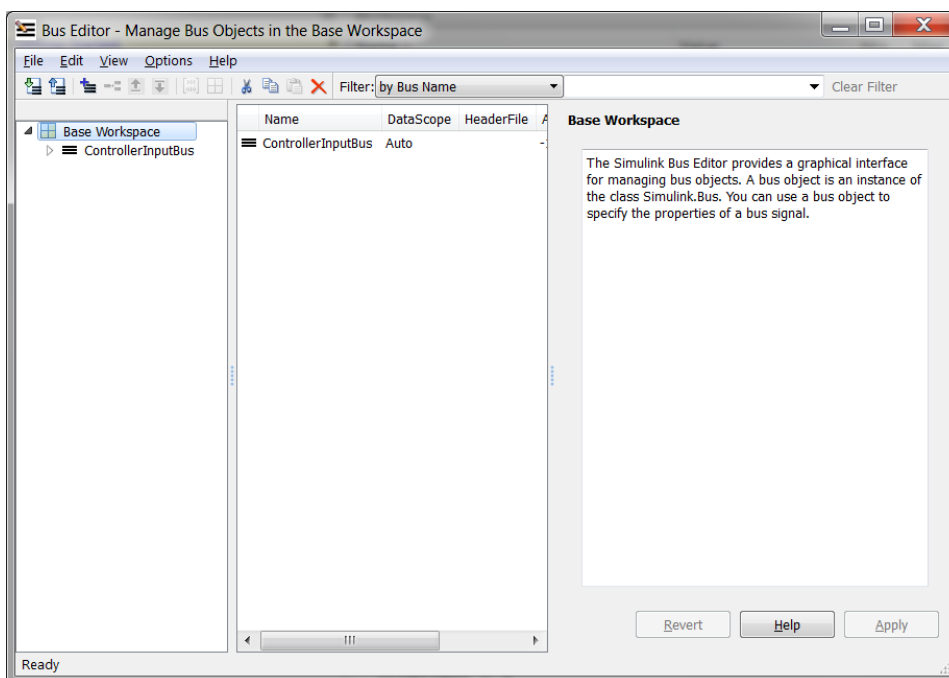 Bus Editor - Manage Bus Objects in the Base Workspace
File Edit View Options Help
Filter: by Bus Name Clear Filter
Base Workspace
ControllerInputBus
Name DataScope HeaderFile A
ControllerInputBus Auto -1
Base Workspace
The Simulink Bus Editor provides a graphical interface
for managing bus objects. A bus object is an instance of
the class Simulink.Bus. You can use a bus object to
specify the properties of a bus signal.
Revert Help Apply
Ready